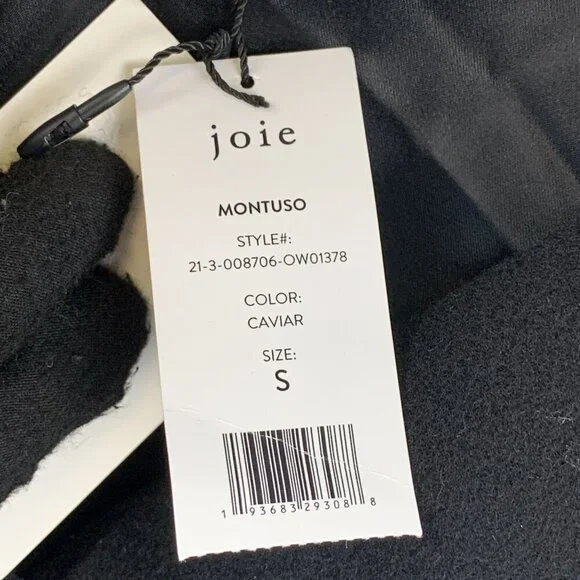 joie
MONTUSO
STYLE#:
21-3-008706-OW01378
COLOR:
CAVIAR
SIZE:
S
1 93683 29308 8